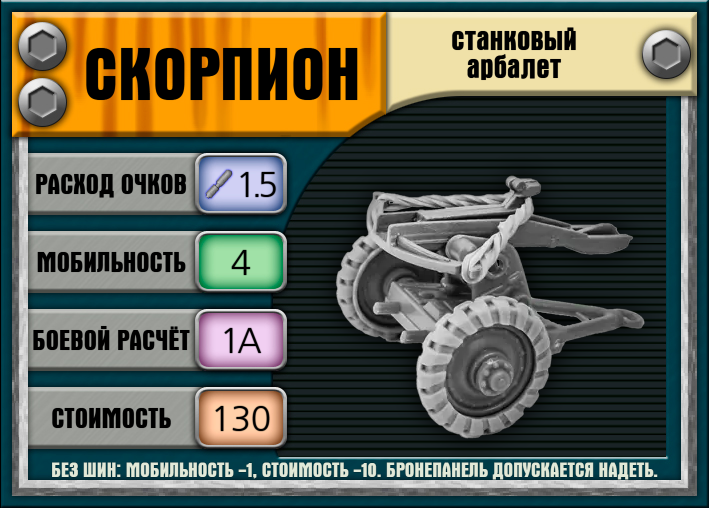 СКОРПИОН
станковый
арбалет
РАСХОД ОЧКОВ 1.5
МОБИЛЬНОСТЬ 4
БОЕВОЙ РАСЧЁТ 1А
СТОИМОСТЬ 130
БЕЗ ШИН: МОБИЛЬНОСТЬ –1, СТОИМОСТЬ –10. БРОНЕПАНЕЛЬ ДОПУСКАЕТСЯ НАДЕТЬ.